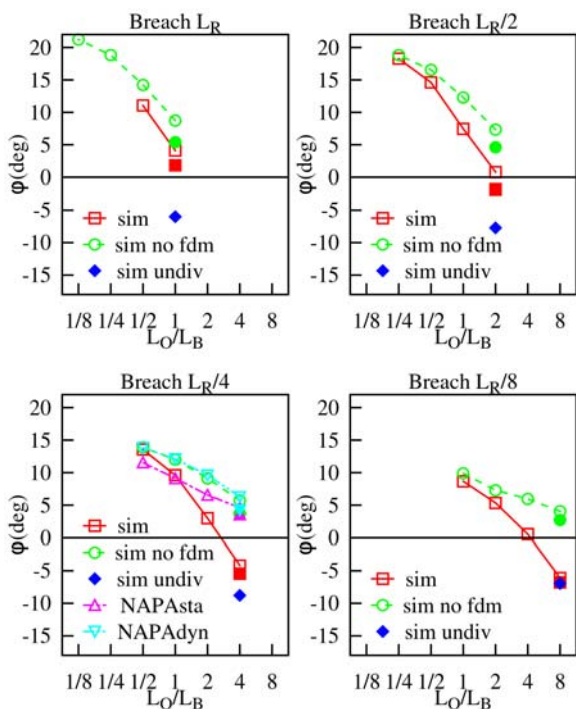 Breach L_R
20
15
10
5
0
-5
-10
-15
φ(deg)
sim
sim no fdm
sim undiv
1/8 1/4 1/2 1 2 4 8
L_O/L_B
Breach L_R/2
20
15
10
5
0
-5
-10
-15
φ(deg)
sim
sim no fdm
sim undiv
1/8 1/4 1/2 1 2 4 8
L_O/L_B
Breach L_R/4
20
15
10
5
0
-5
-10
-15
φ(deg)
sim
sim no fdm
sim undiv
NAPAsta
NAPAdyn
1/8 1/4 1/2 1 2 4 8
L_O/L_B
Breach L_R/8
20
15
10
5
0
-5
-10
-15
φ(deg)
sim
sim no fdm
sim undiv
1/8 1/4 1/2 1 2 4 8
L_O/L_B